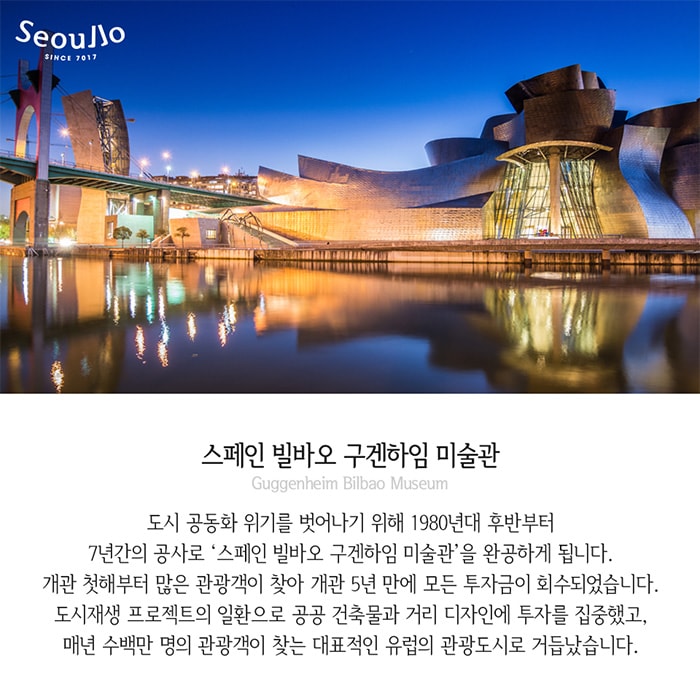 Seoullo
SINCE 7017
스페인 빌바오 구겐하임 미술관
Guggenheim Bilbao Museum
도시 공동화 위기를 벗어나기 위해 1980년대 후반부터
7년간의 공사로 ‘스페인 빌바오 구겐하임 미술관’을 완공하게 됩니다.
개관 첫해부터 많은 관광객이 찾아 개관 5년 만에 모든 투자금이 회수되었습니다.
도시재생 프로젝트의 일환으로 공공 건축물과 거리 디자인에 투자를 집중했고,
매년 수백만 명의 관광객이 찾는 대표적인 유럽의 관광도시로 거듭났습니다.